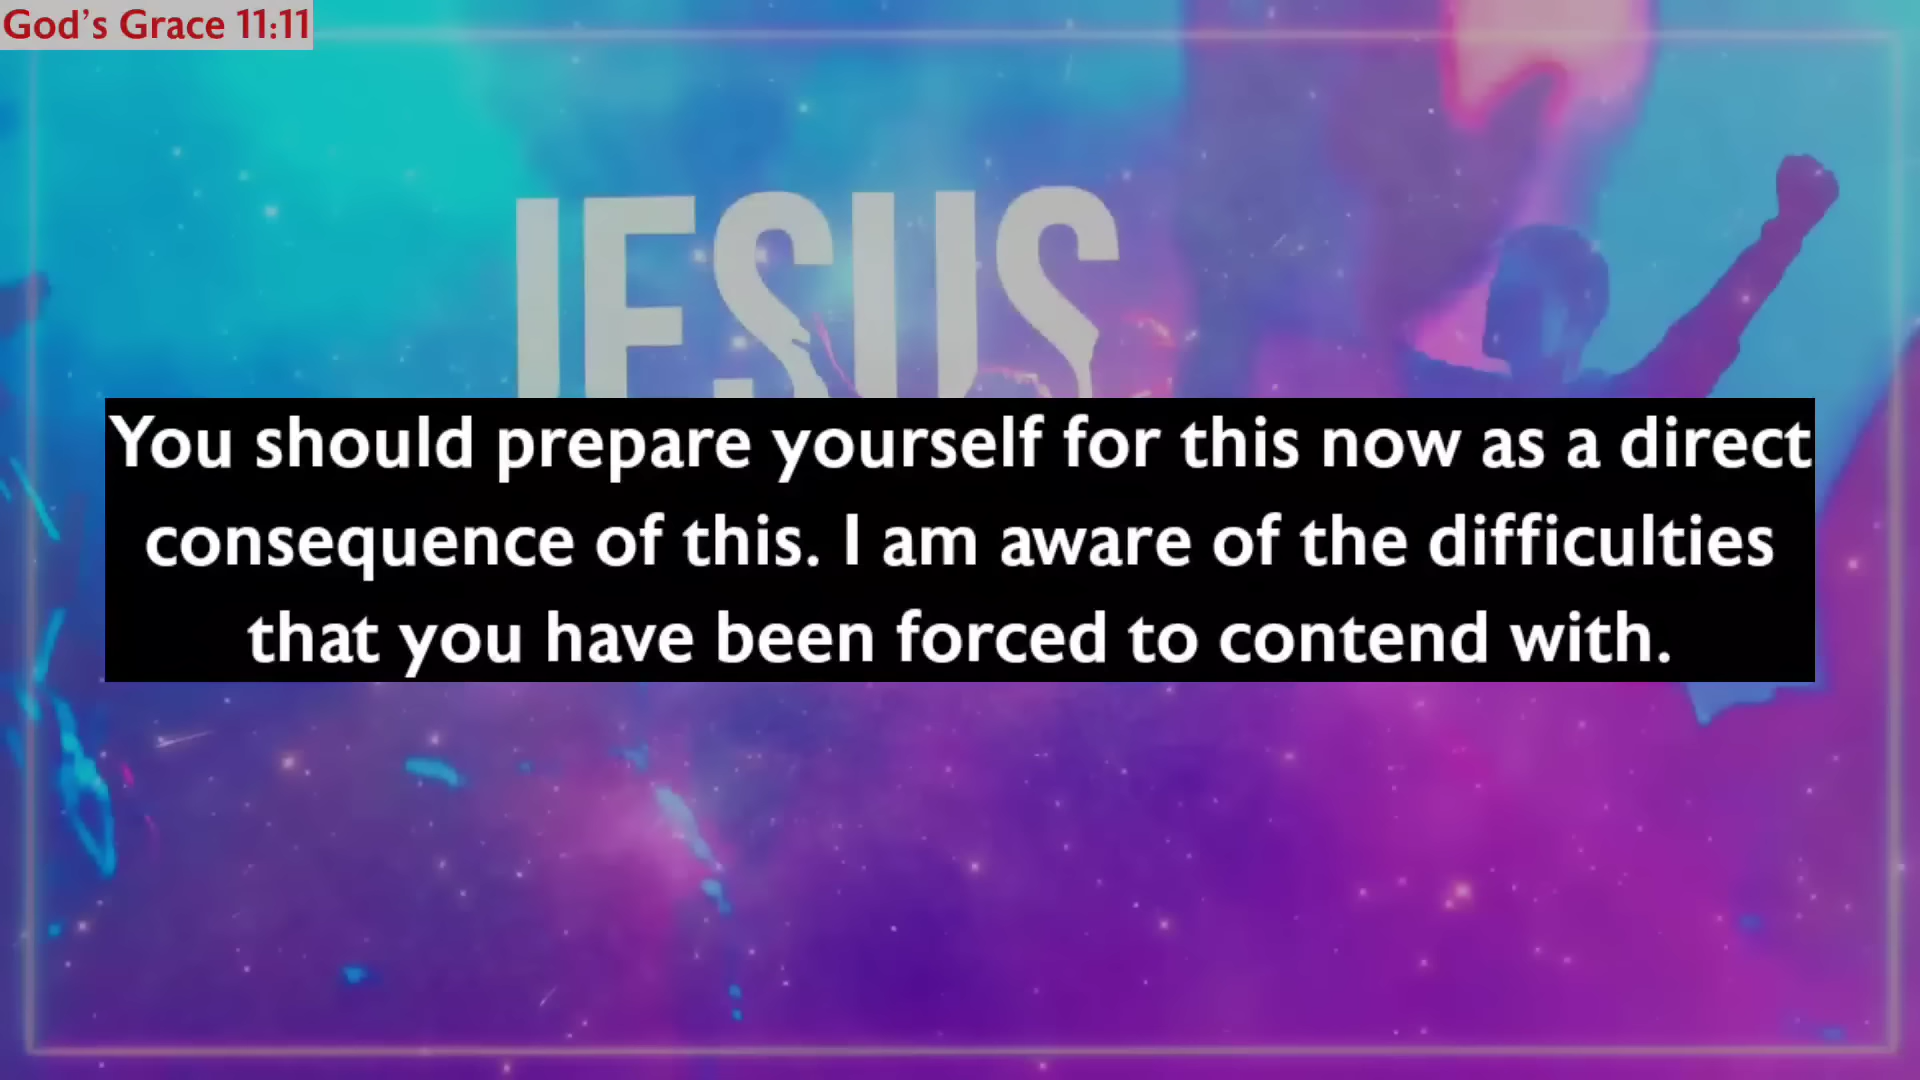 God's Grace 11:11
JESUS
You should prepare yourself for this now as a direct
consequence of this. I am aware of the difficulties
that you have been forced to contend with.